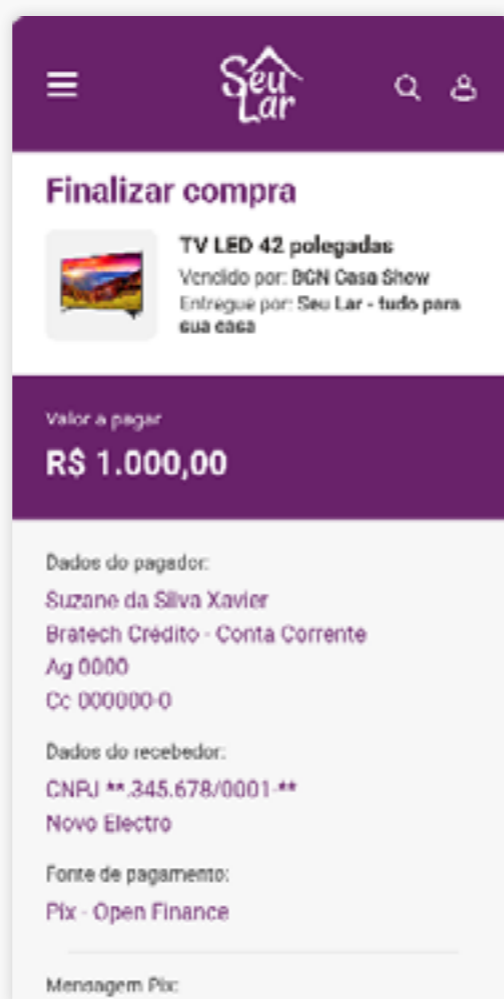 Seu
Lar
Finalizar compra
TV LED 42 polegadas
Vendido por: BCN Casa Show
Entregue por: Seu Lar - tudo para
sua casa
Valor a pagar
R$ 1.000,00
Dados do pagador:
Suzane da Silva Xavier
Bratech Crédito - Conta Corrente
Ag 0000
Cc 000000-0
Dados do recebedor:
CNPJ **.345.678/0001-**
Novo Electro
Fonte de pagamento:
Pix - Open Finance
Mensagem Pix: